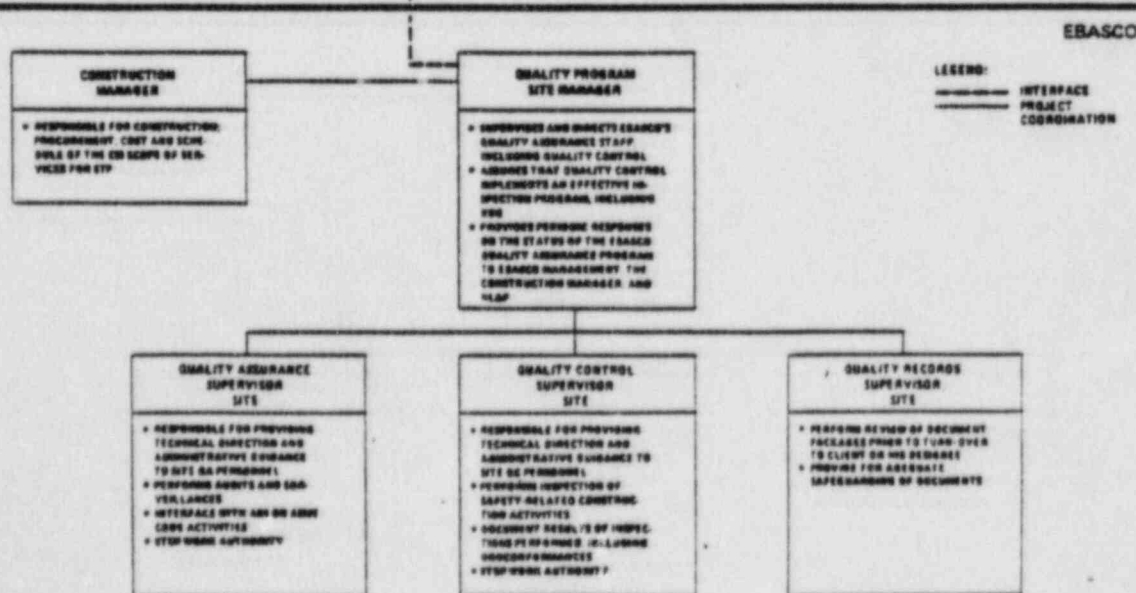 EBASCO
CONSTRUCTION
MANAGER
• RESPONSIBLE FOR CONSTRUCTION,
PROCUREMENT, COST AND SCHE-
DULE OF THE SCOPE OF SER-
VICES FOR STP
QUALITY PROGRAM
SITE MANAGER
• SUPERVISES AND DIRECTS EBASCO'S
QUALITY ASSURANCE STAFF,
INCLUDING QUALITY CONTROL
• ASSURES THAT QUALITY CONTROL
IMPLEMENTS AN EFFECTIVE IN-
SPECTION PROGRAM, INCLUDING
• PROVIDES PERIODIC RESPONSES
ON THE STATUS OF THE EBASCO
QUALITY ASSURANCE PROGRAM
TO EBASCO MANAGEMENT, THE
CONSTRUCTION MANAGER, AND
HL&P
LEGEND:
INTERFACE
PROJECT
COORDINATION
QUALITY ASSURANCE
SUPERVISOR
SITE
• RESPONSIBLE FOR PROVIDING
TECHNICAL DIRECTION AND
ADMINISTRATIVE GUIDANCE
TO SITE QA PERSONNEL
• PERFORMS AUDITS AND SUR-
VEILLANCES
• INTERFACE WITH ANI ON ASME
CODE ACTIVITIES
• STOP WORK AUTHORITY
QUALITY CONTROL
SUPERVISOR
SITE
• RESPONSIBLE FOR PROVIDING
TECHNICAL DIRECTION AND
ADMINISTRATIVE GUIDANCE TO
SITE QC PERSONNEL
• PERFORMS INSPECTION OF
SAFETY-RELATED CONSTRUC-
TION ACTIVITIES
• DOCUMENT RESULTS OF INSPEC-
TIONS PERFORMED INCLUDING
NONCONFORMANCES
• STOP WORK AUTHORITY
QUALITY RECORDS
SUPERVISOR
SITE
• PERFORM REVIEW OF DOCUMENT
PACKAGES PRIOR TO TURN-OVER
TO CLIENT OR HIS DESIGNEE
• PROVIDE FOR ADEQUATE
SAFEGUARDING OF DOCUMENTS